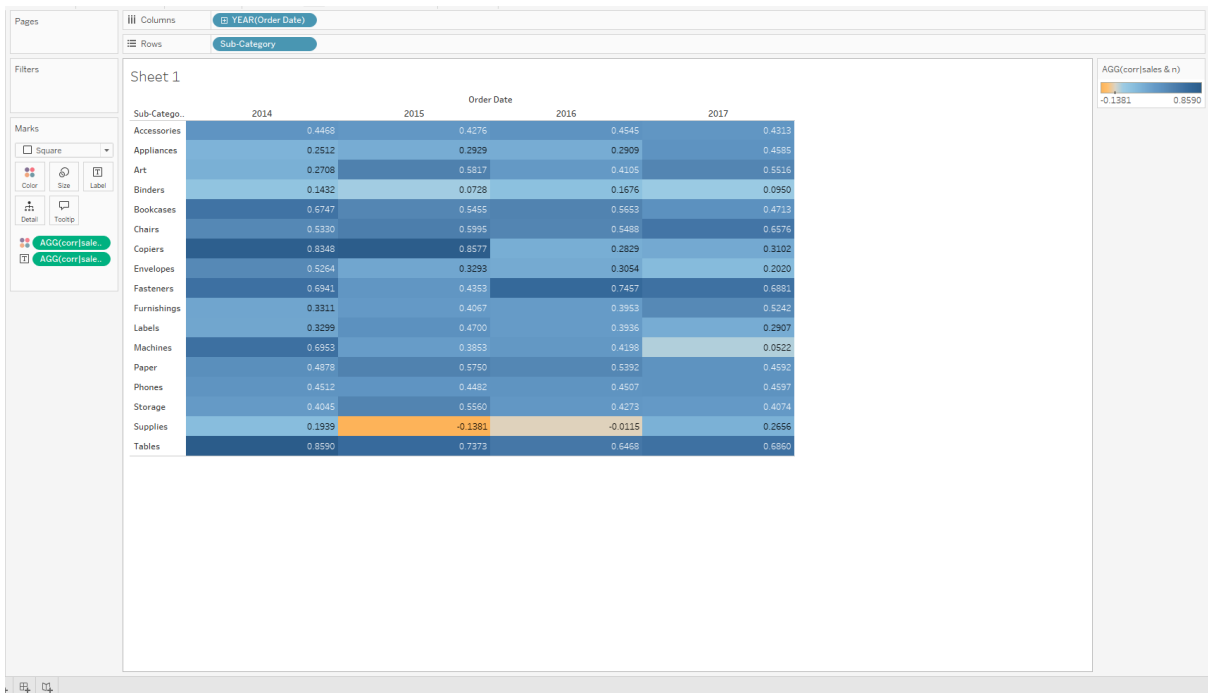 Pages
Columns
YEAR(Order Date)
Rows
Sub-Category
Filters
Marks
Square
Color Size Label
Detail Tooltip
AGG(corr|sale..
AGG(corr|sale..
Sheet 1
Order Date
Sub-Catego.. 2014 2015 2016 2017
Accessories 0.4468 0.4276 0.4545 0.4313
Appliances 0.2512 0.2929 0.2909 0.4585
Art 0.2708 0.5817 0.4105 0.5516
Binders 0.1432 0.0728 0.1676 0.0950
Bookcases 0.6747 0.5455 0.5653 0.4713
Chairs 0.5330 0.5995 0.5488 0.6576
Copiers 0.8348 0.8577 0.2829 0.3102
Envelopes 0.5264 0.3293 0.3054 0.2020
Fasteners 0.6941 0.4353 0.7457 0.6881
Furnishings 0.3311 0.4067 0.3953 0.5242
Labels 0.3299 0.4700 0.3936 0.2907
Machines 0.6953 0.3853 0.4198 0.0522
Paper 0.4878 0.5750 0.5392 0.4592
Phones 0.4512 0.4482 0.4507 0.4597
Storage 0.4045 0.5560 0.4273 0.4074
Supplies 0.1939 -0.1381 -0.0115 0.2656
Tables 0.8590 0.7373 0.6468 0.6860
AGG(corr|sales & n)
-0.1381 0.8590